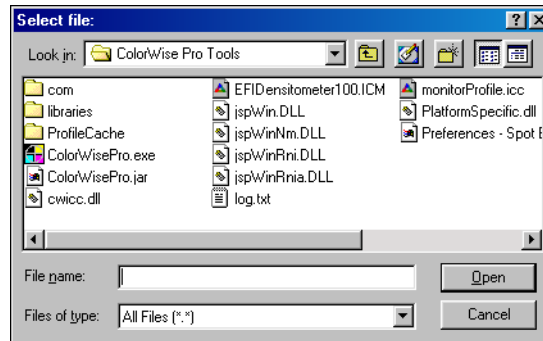 Select file:
Look in: ColorWise Pro Tools
com
libraries
ProfileCache
ColorWisePro.exe
ColorWisePro.jar
cwicc.dll
EFIDensitometer100.ICM
jspWin.DLL
jspWinNm.DLL
jspWinRni.DLL
jspWinRnia.DLL
log.txt
monitorProfile.icc
PlatformSpecific.dll
Preferences - Spot
File name:
Open
Files of type: All Files (*.*)
Cancel